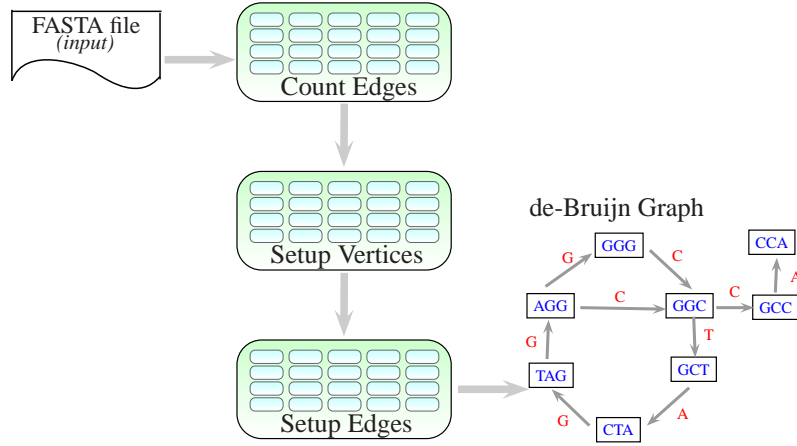 FASTA file
(input)
Count Edges
Setup Vertices
de-Bruijn Graph
GGG
CCA
G
C
A
AGG
C
GGC
C
GCC
G
T
TAG
GCT
G
A
CTA
Setup Edges